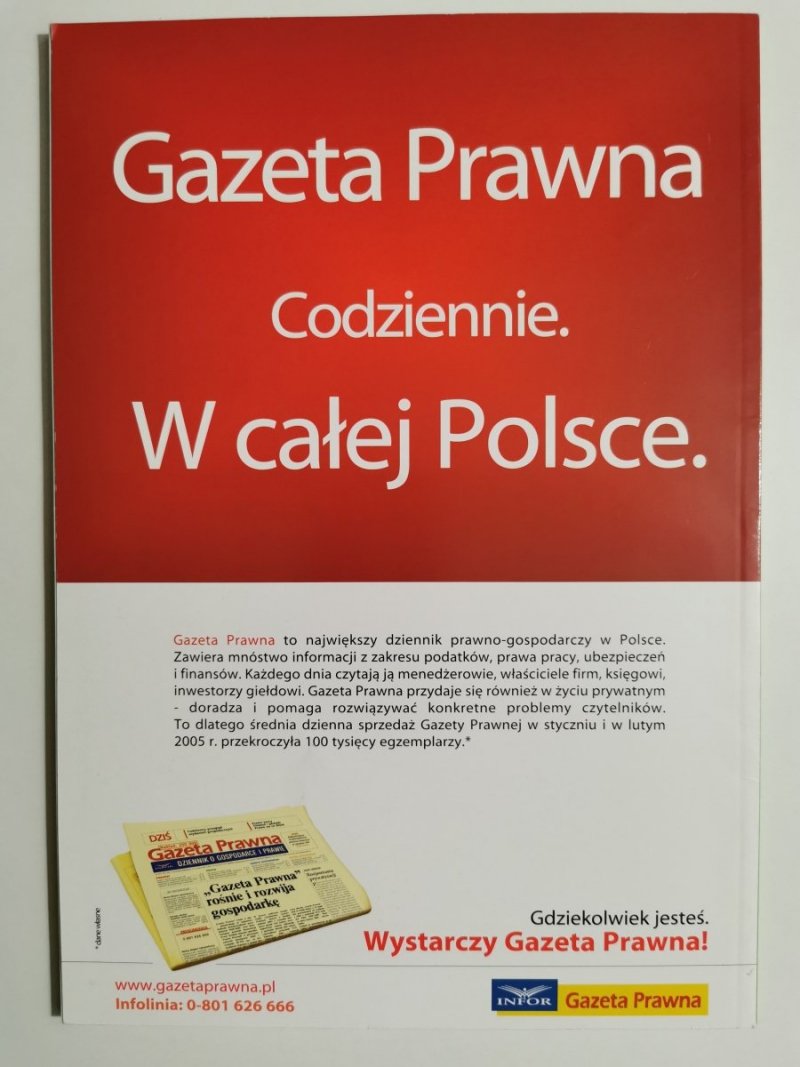 Gazeta Prawna
Codziennie.
W całej Polsce.
Gazeta Prawna to największy dziennik prawno-gospodarczy w Polsce.
Zawiera mnóstwo informacji z zakresu podatków, prawa pracy, ubezpieczeń
i finansów. Każdego dnia czytają ją menedżerowie, właściciele firm, księgowi,
inwestorzy giełdowi. Gazeta Prawna przydaje się również w życiu prywatnym
- doradza i pomaga rozwiązywać konkretne problemy czytelników.
To dlatego średnia dzienna sprzedaż Gazety Prawnej w styczniu i w lutym
2005 r. przekroczyła 100 tysięcy egzemplarzy.*
DZIŚ
Gazeta Prawna
DZIENNIK O GOSPODARCE I PRAWIE
„Gazeta Prawna"
rośnie i rozwija
gospodarkę
* dane własne
Gdziekolwiek jesteś.
Wystarczy Gazeta Prawna!
www.gazetaprawna.pl
Infolinia: 0-801 626 666
INFOR
Gazeta Prawna